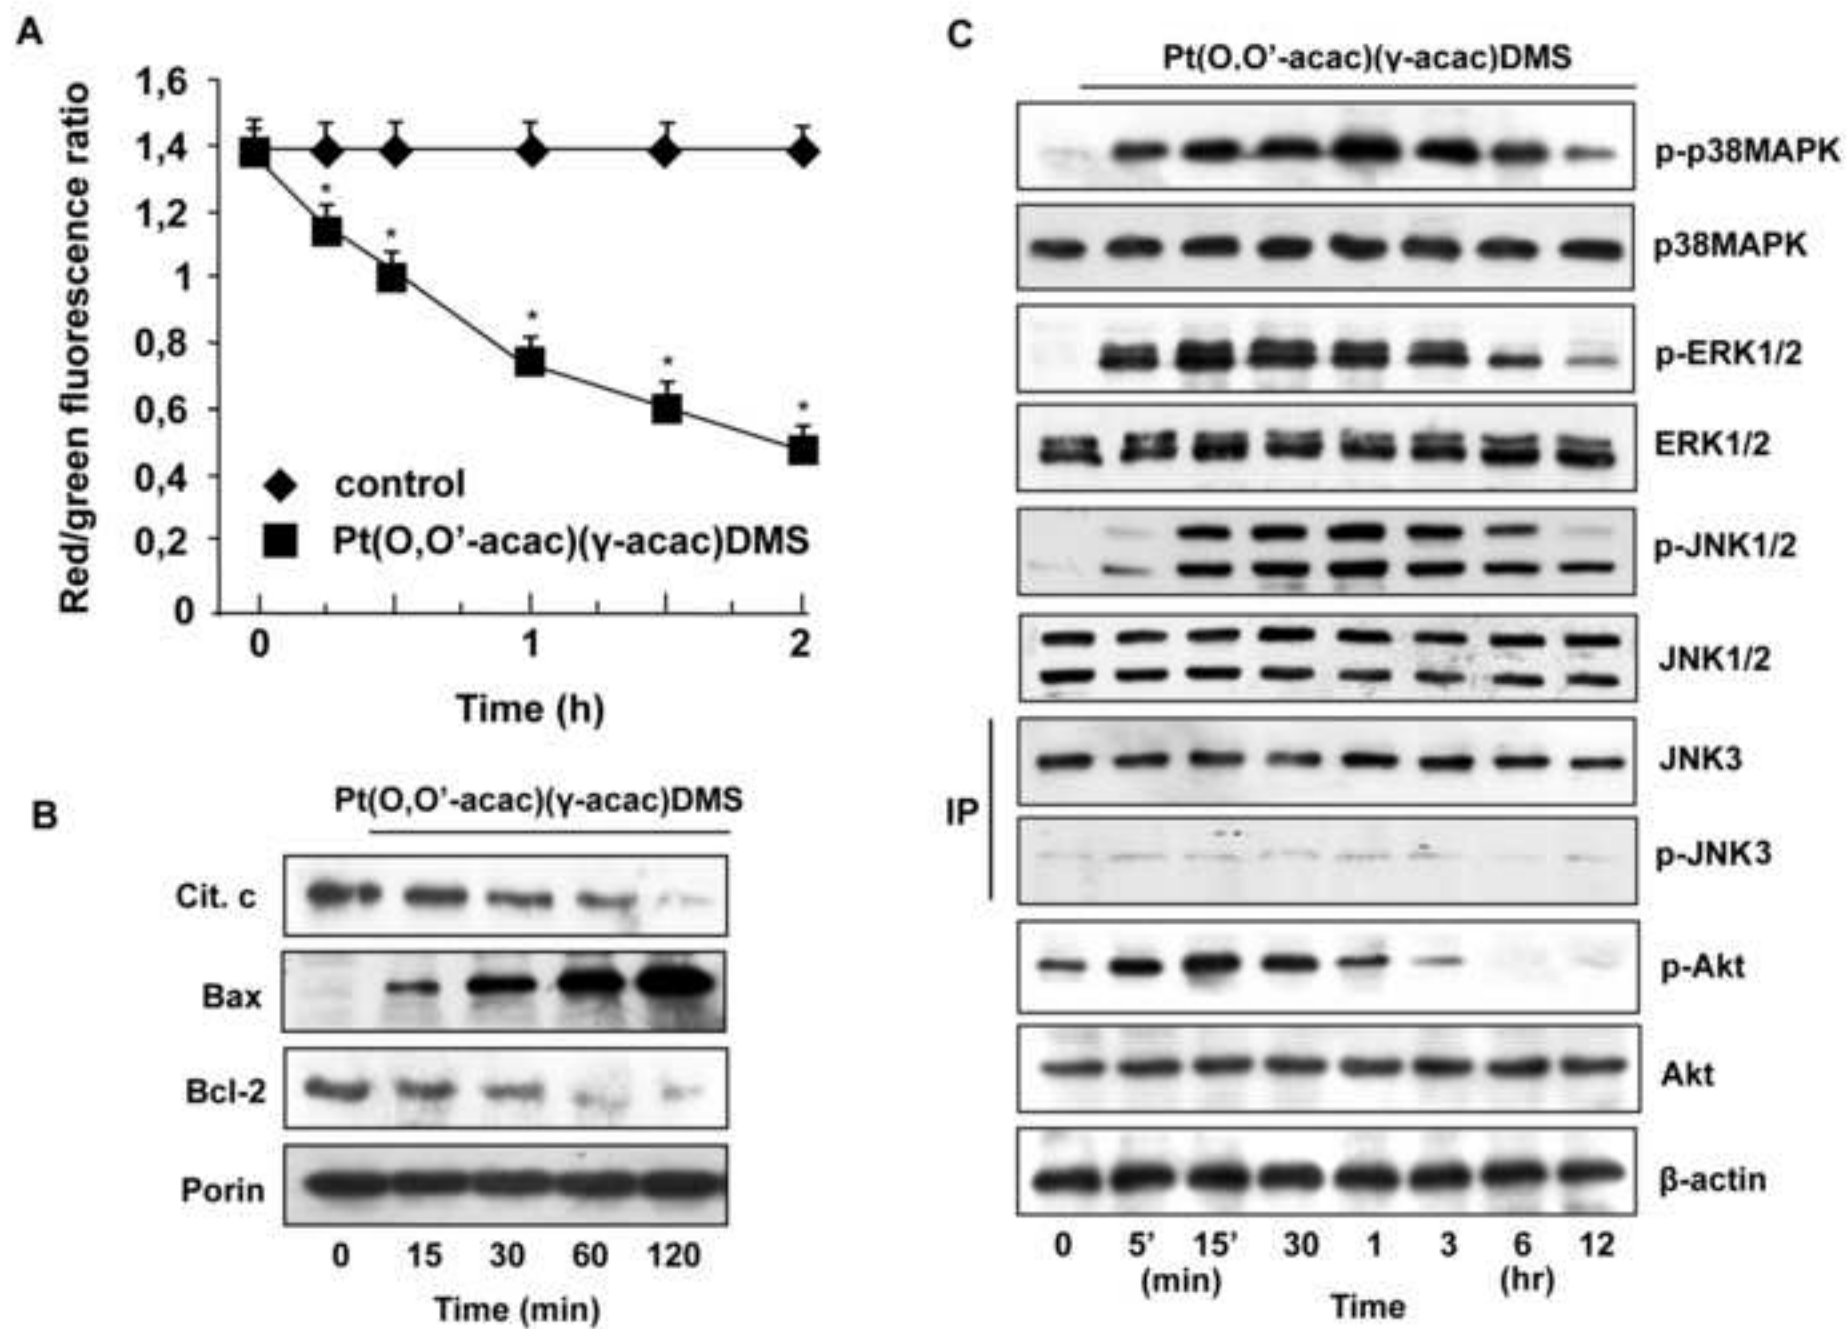 A
1,6
1,4
1,2
1
0,8
0,6
0,4
0,2
0
Red/green fluorescence ratio
*
*
*
*
*
control
Pt(O,O’-acac)(γ-acac)DMS
0 1 2
Time (h)
B
Pt(O,O’-acac)(γ-acac)DMS
Cit. c
Bax
Bcl-2
Porin
0 15 30 60 120
Time (min)
C
Pt(O.O’-acac)(γ-acac)DMS
p-p38MAPK
p38MAPK
p-ERK1/2
ERK1/2
p-JNK1/2
JNK1/2
IP
JNK3
p-JNK3
p-Akt
Akt
β-actin
0 5’ 15’ 30 1 3 6 12
(min) (hr)
Time